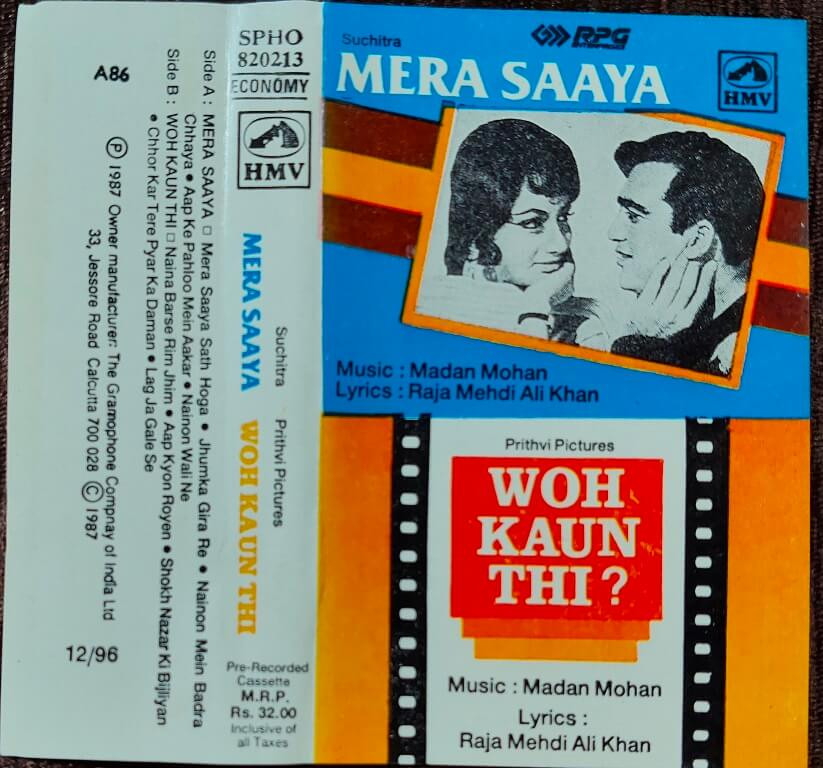 A86
Side A : MERA SAAYA □ Mera Saaya Sath Hoga • Jhumka Gira Re • Nainon Mein Badra
Chhaya • Aap Ke Pahloo Mein Aakar • Nainon Wali Ne
Side B : WOH KAUN THI □ Naina Barse Rim Jhim • Aap Kyon Royen • Shokh Nazar Ki Bijliyan
• Chhor Kar Tere Pyar Ka Daman • Lag Ja Gale Se
Ⓟ 1987 Owner manufacturer: The Gramophone Compnay of India Ltd
33, Jessore Road Calcutta 700 028 © 1987
12/96
SPHO
820213
ECONOMY
HMV
Suchitra
MERA SAAYA
Prithvi Pictures
WOH KAUN THI
Pre-Recorded
Cassette
M.R.P.
Rs. 32.00
Inclusive of
all Taxes
RPG
ENTERPRISES
Suchitra
MERA SAAYA
HMV
Music : Madan Mohan
Lyrics : Raja Mehdi Ali Khan
Prithvi Pictures
WOH
KAUN
THI ?
Music : Madan Mohan
Lyrics :
Raja Mehdi Ali Khan